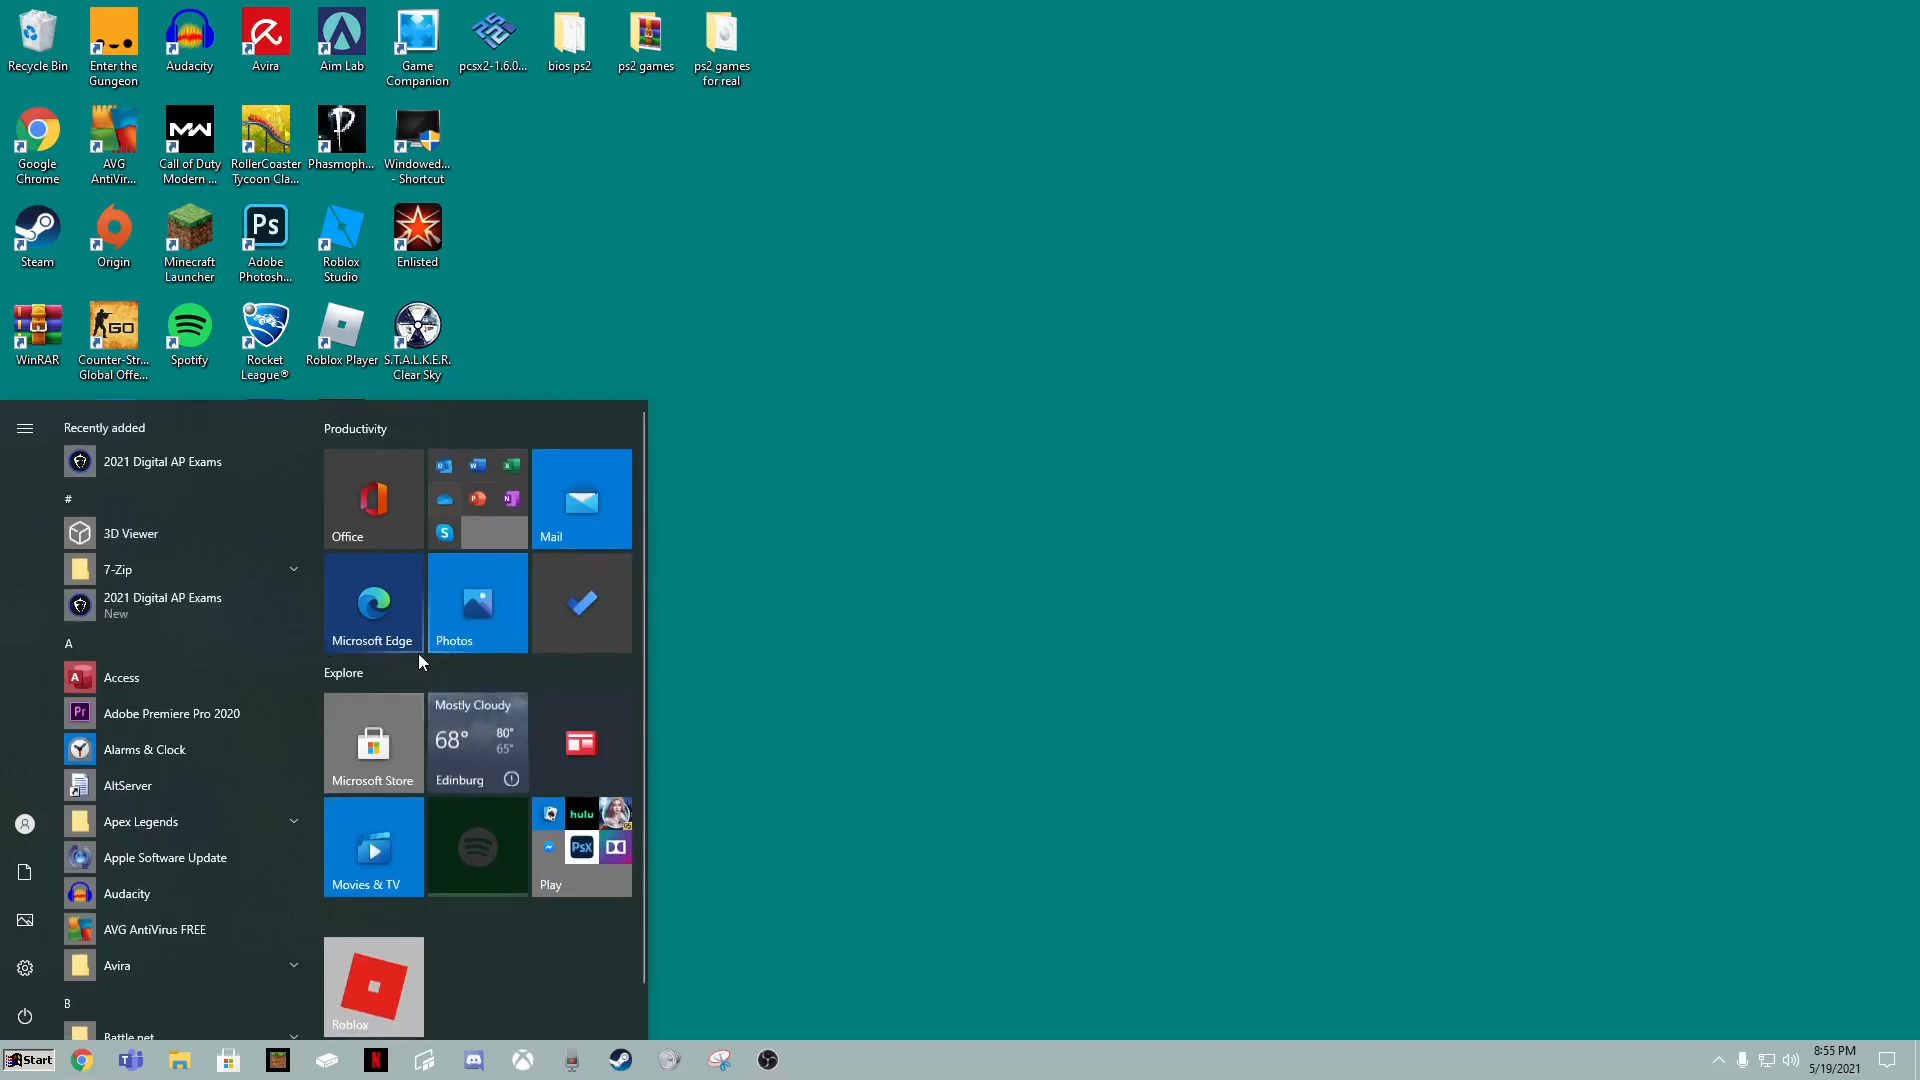 Recycle Bin
Enter the
Gungeon
Audacity
Avira
Aim Lab
Game
Companion
pcsx2-1.6.0...
bios ps2
ps2 games
ps2 games
for real
Google
Chrome
AVG
AntiVir...
Call of Duty
Modern ...
RollerCoaster
Tycoon Cla...
Phasmoph...
Windowed...
- Shortcut
Steam
Origin
Minecraft
Launcher
Ps
Adobe
Photosh...
Roblox
Studio
Enlisted
WinRAR
GO
Counter-Str...
Global Offe...
Spotify
Rocket
League®
Roblox Player
S.T.A.L.K.E.R.
Clear Sky
Recently added
2021 Digital AP Exams
#
3D Viewer
7-Zip
2021 Digital AP Exams
New
A
Access
Adobe Premiere Pro 2020
Alarms & Clock
AltServer
Apex Legends
Apple Software Update
Audacity
AVG AntiVirus FREE
Avira
B
Battle.net
Productivity
Office
Mail
Microsoft Edge
Photos
Explore
Microsoft Store
Mostly Cloudy
68°
80°
65°
Edinburg
Movies & TV
hulu
PsX
Play
Roblox
Start
8:55 PM
5/19/2021